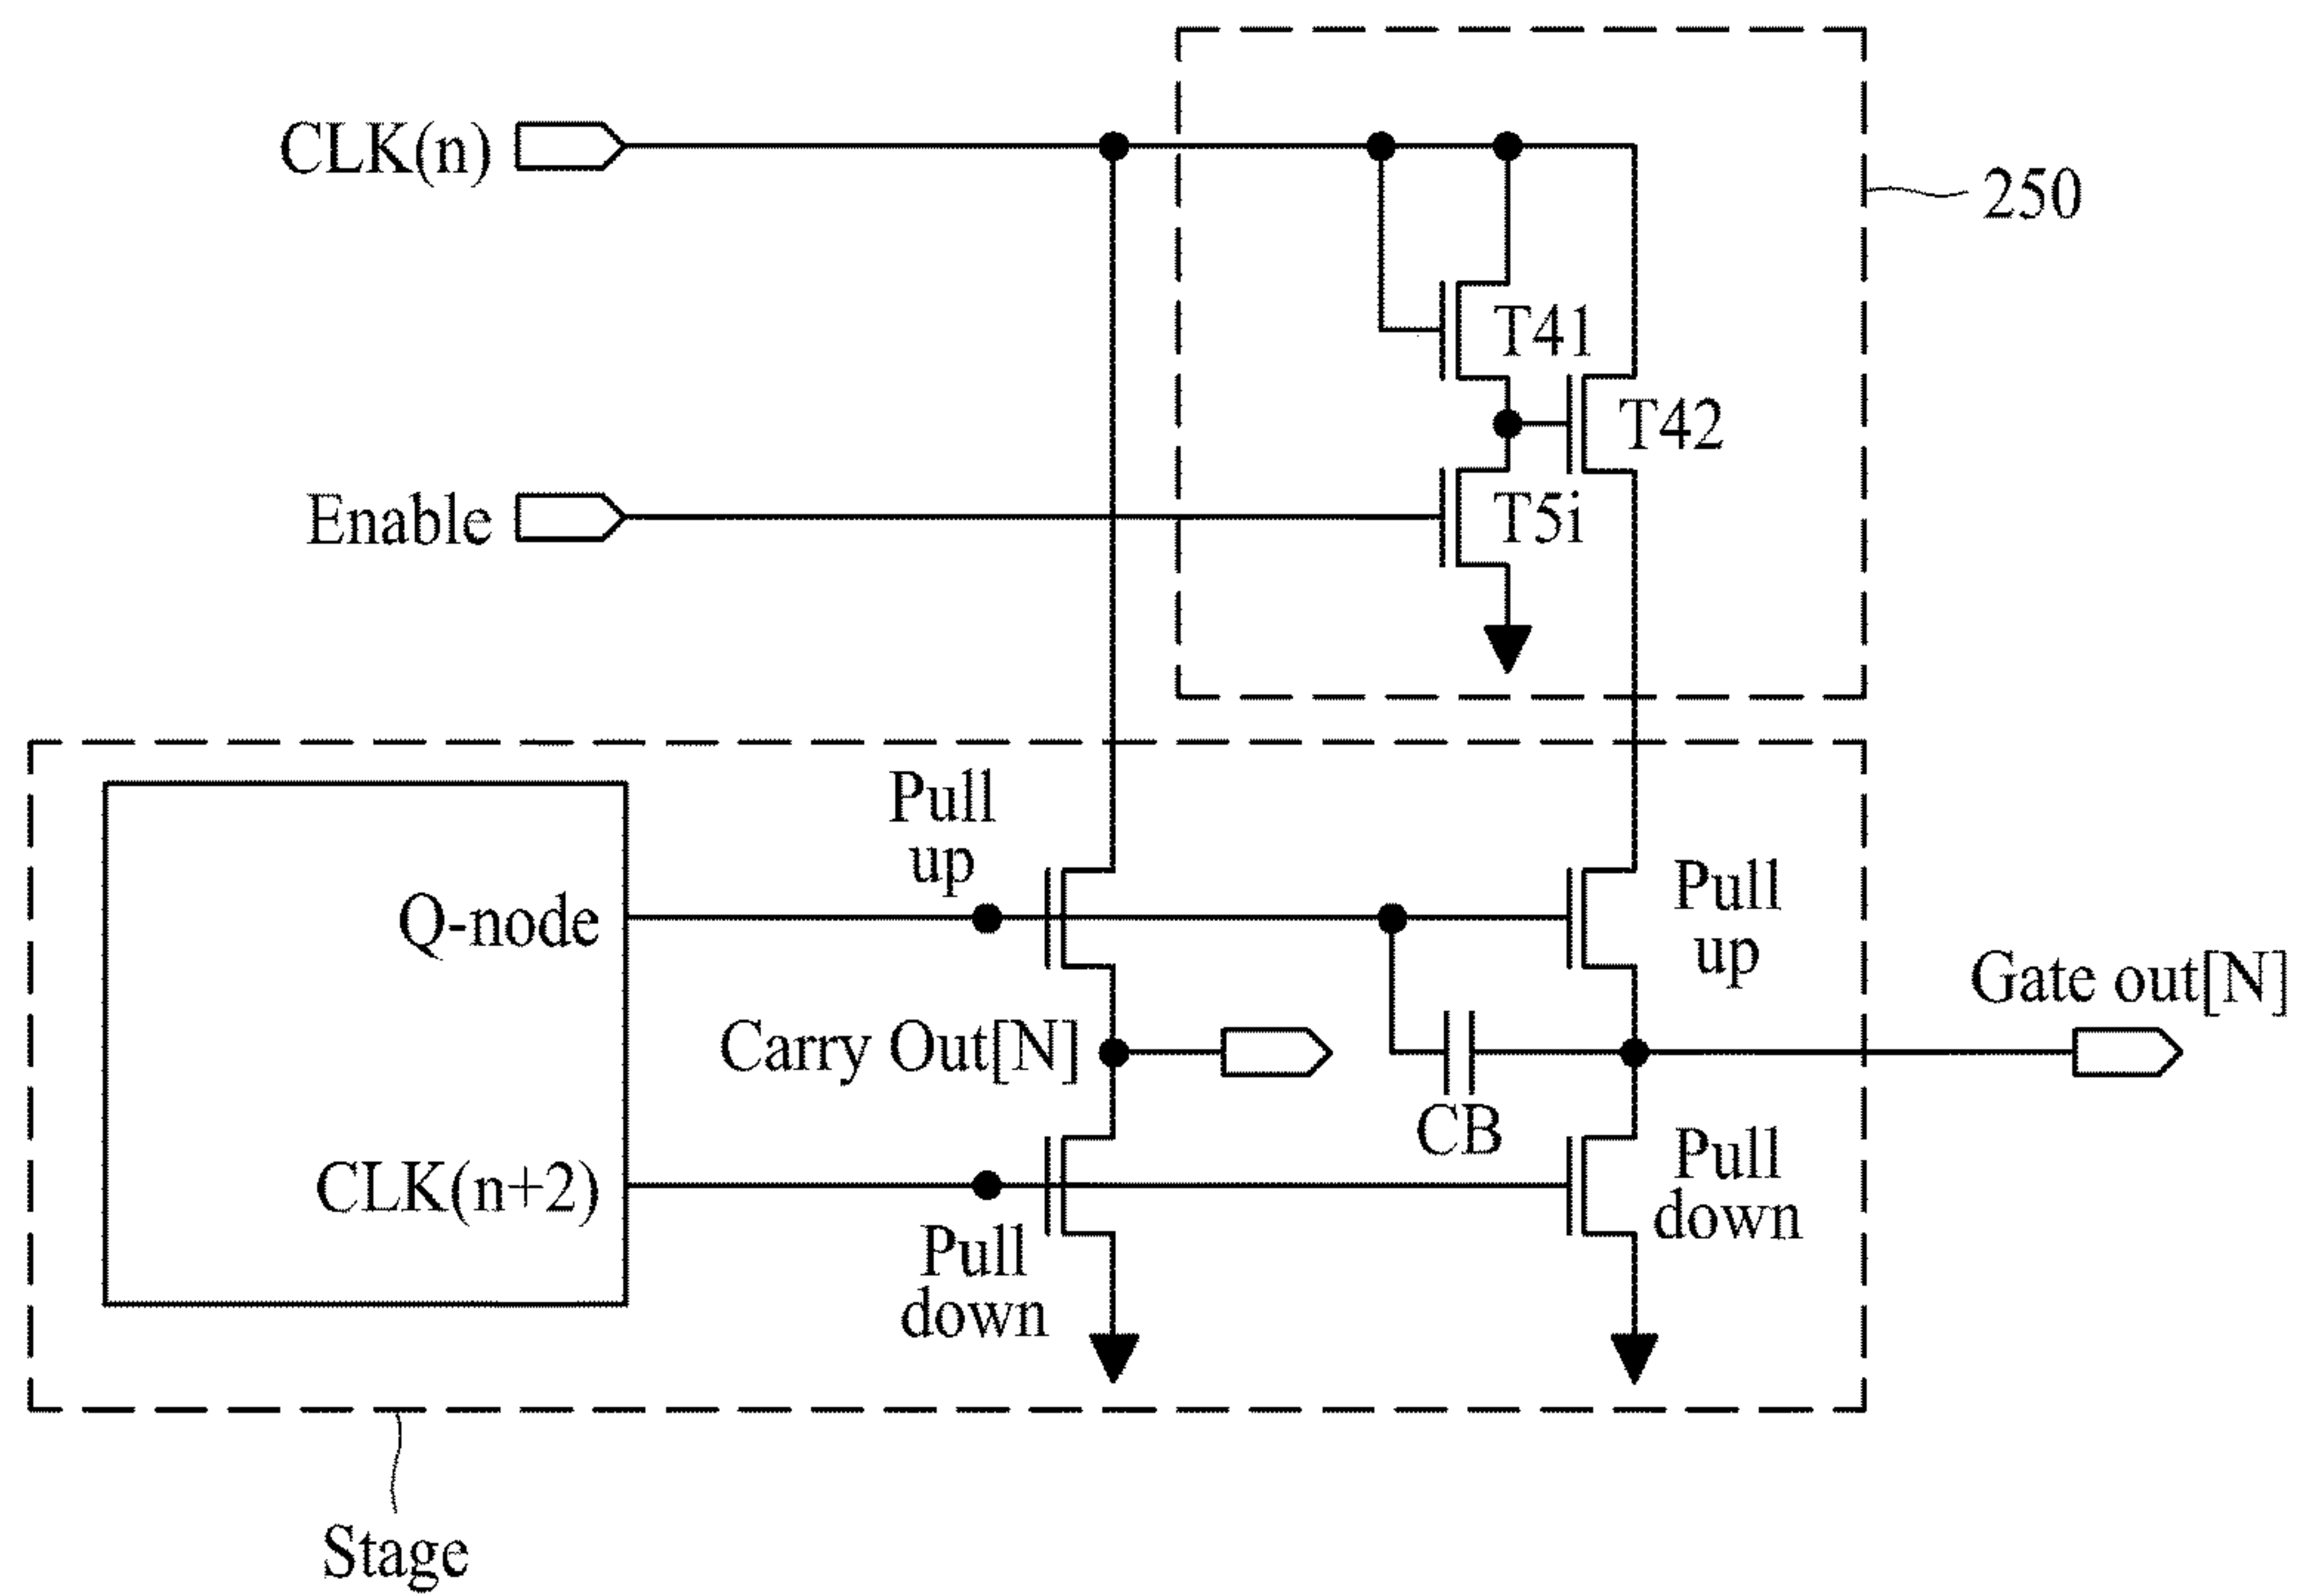 CLK(n)
250
T41
T42
Enable
T5i
Pull
up
Pull
up
Q-node
Gate out[N]
Carry Out[N]
CB
Pull
down
CLK(n+2)
Pull
down
Stage